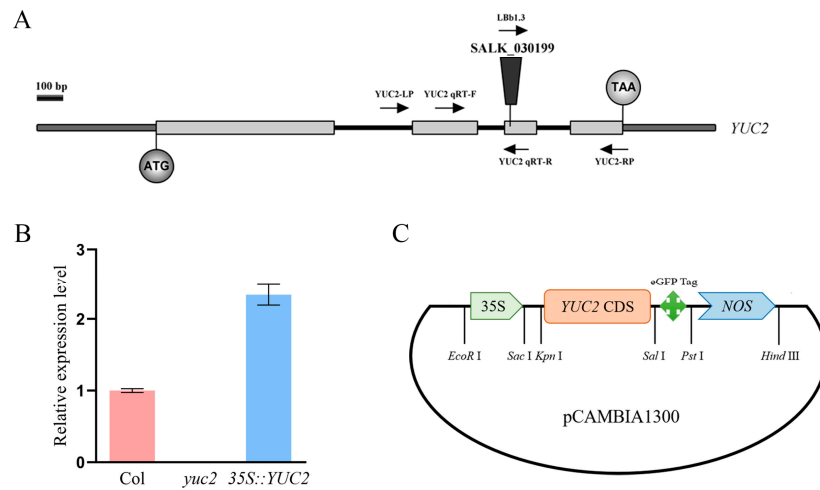 A
LBb1.3
SALK_030199
100 bp
YUC2-LP
YUC2 qRT-F
TAA
YUC2
ATG
YUC2 qRT-R
YUC2-RP
B
Relative expression level
3
2
1
0
Col
yuc2
35S::YUC2
C
eGFP Tag
35S
YUC2 CDS
NOS
EcoR I
Sac I
Kpn I
Sal I
Pst I
Hind III
pCAMBIA1300